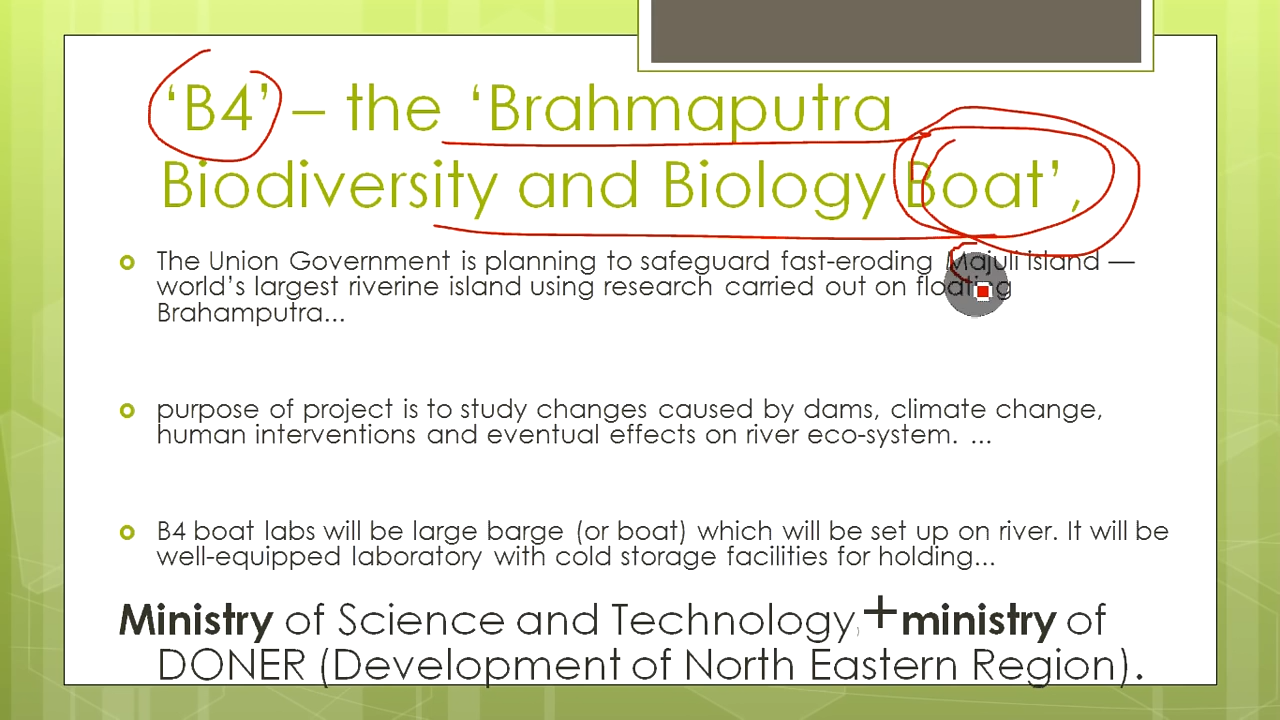 ‘B4’ – the ‘Brahmaputra
Biodiversity and Biology Boat’,
The Union Government is planning to safeguard fast-eroding Majuli Island —
world’s largest riverine island using research carried out on floating
Brahamputra...
purpose of project is to study changes caused by dams, climate change,
human interventions and eventual effects on river eco-system. ...
B4 boat labs will be large barge (or boat) which will be set up on river. It will be
well-equipped laboratory with cold storage facilities for holding...
Ministry of Science and Technology, +ministry of
DONER (Development of North Eastern Region).